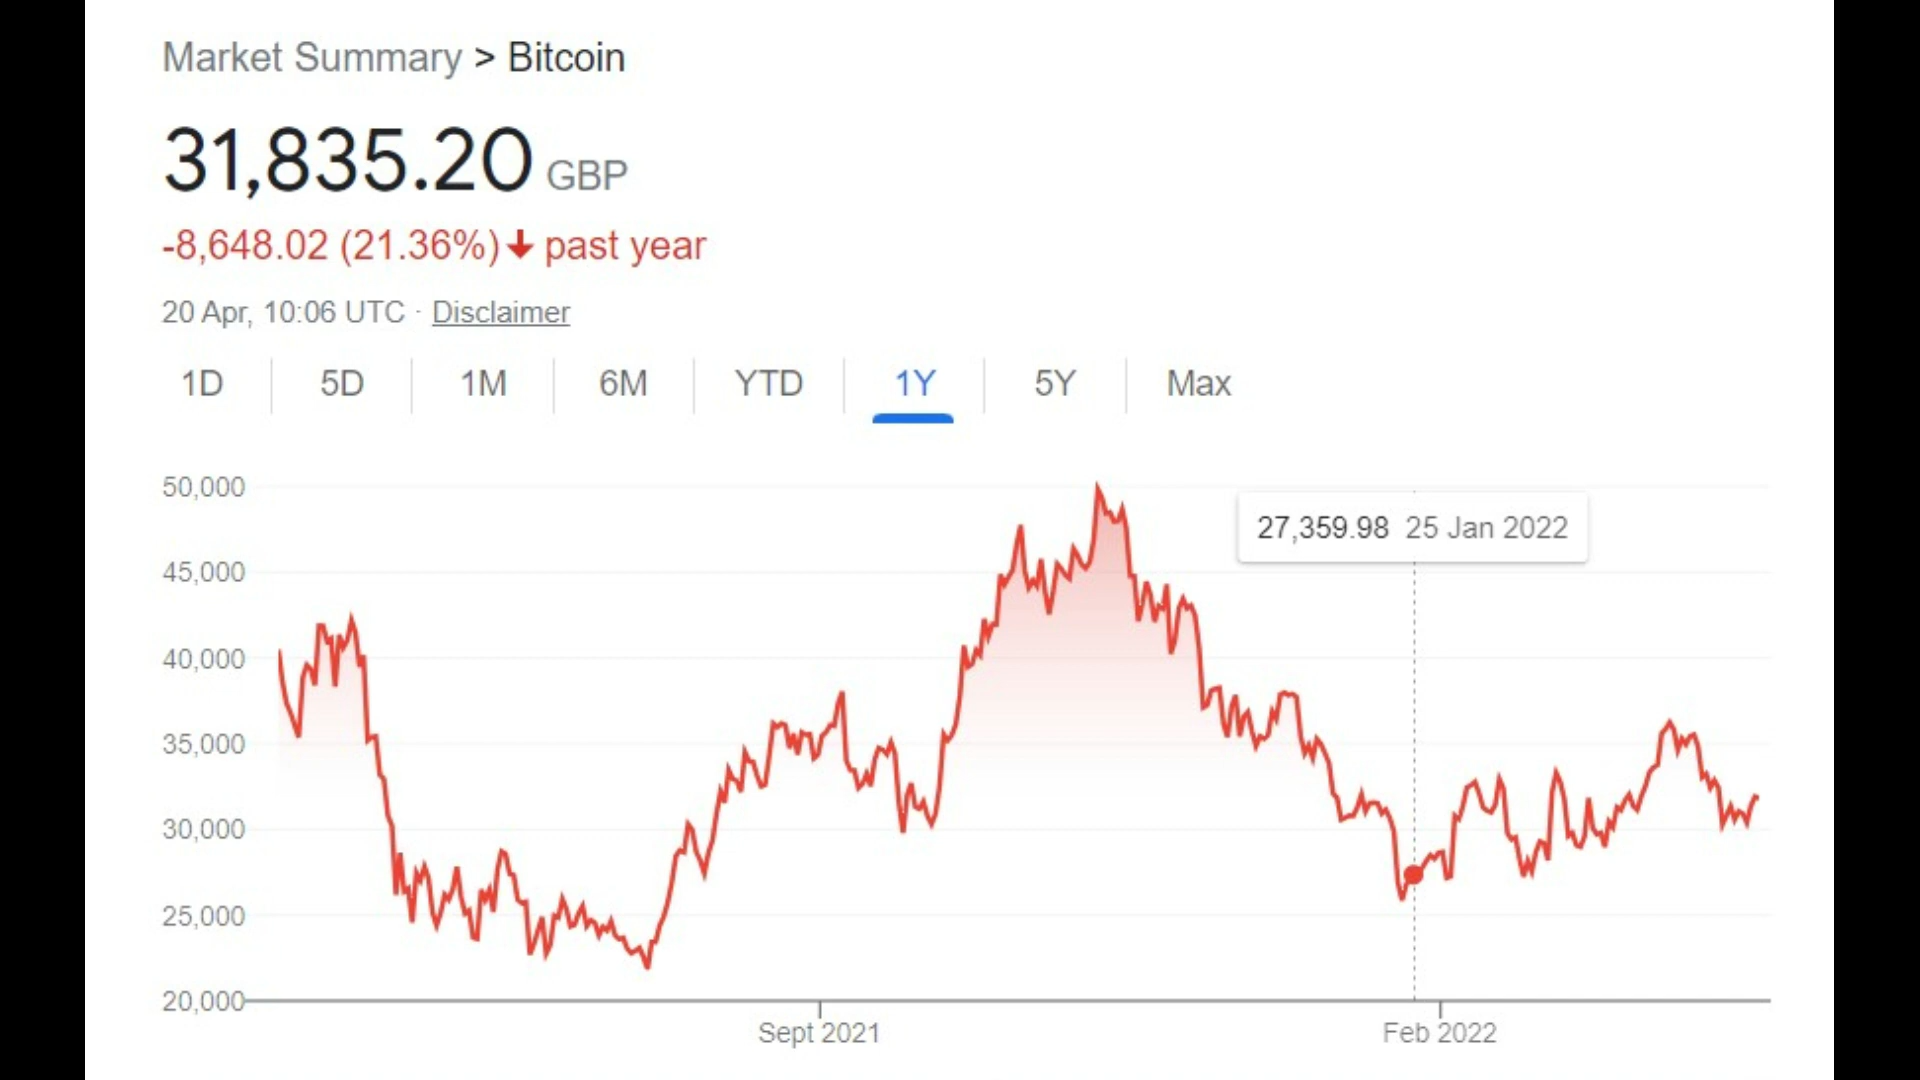 Market Summary > Bitcoin
31,835.20 GBP
-8,648.02 (21.36%) ↓ past year
20 Apr, 10:06 UTC · Disclaimer
1D 5D 1M 6M YTD 1Y 5Y Max
50,000
27,359.98 25 Jan 2022
45,000
40,000
35,000
30,000
25,000
20,000
Sept 2021 Feb 2022